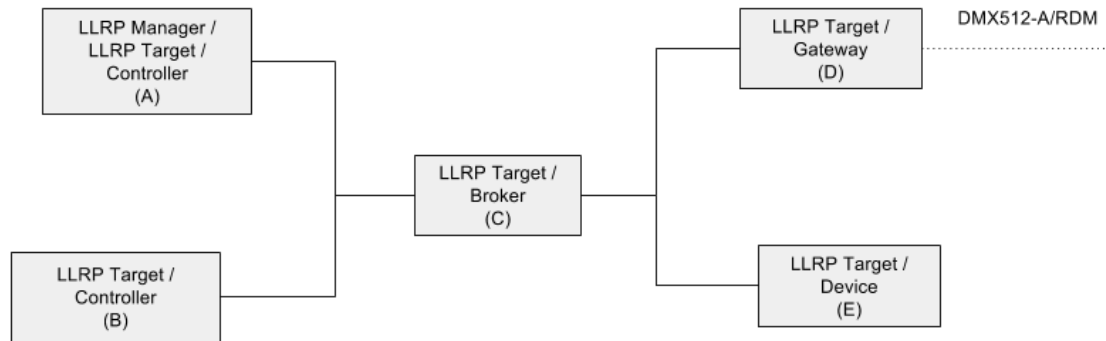 LLRP Manager /
LLRP Target /
Controller
(A)
LLRP Target /
Gateway
(D)
DMX512-A/RDM
LLRP Target /
Broker
(C)
LLRP Target /
Controller
(B)
LLRP Target /
Device
(E)